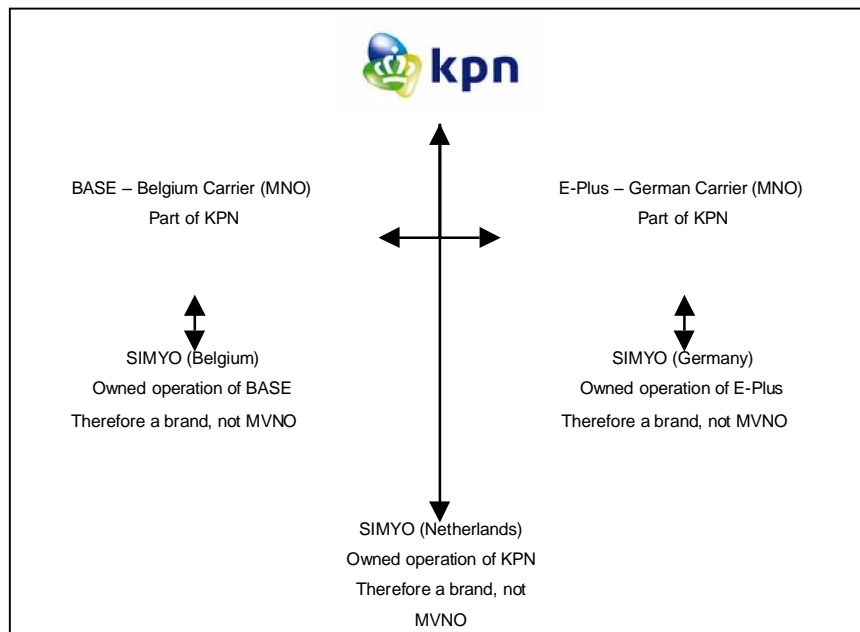 kpn
BASE – Belgium Carrier (MNO)
Part of KPN
E-Plus – German Carrier (MNO)
Part of KPN
SIMYO (Belgium)
Owned operation of BASE
Therefore a brand, not MVNO
SIMYO (Germany)
Owned operation of E-Plus
Therefore a brand, not MVNO
SIMYO (Netherlands)
Owned operation of KPN
Therefore a brand, not
MVNO